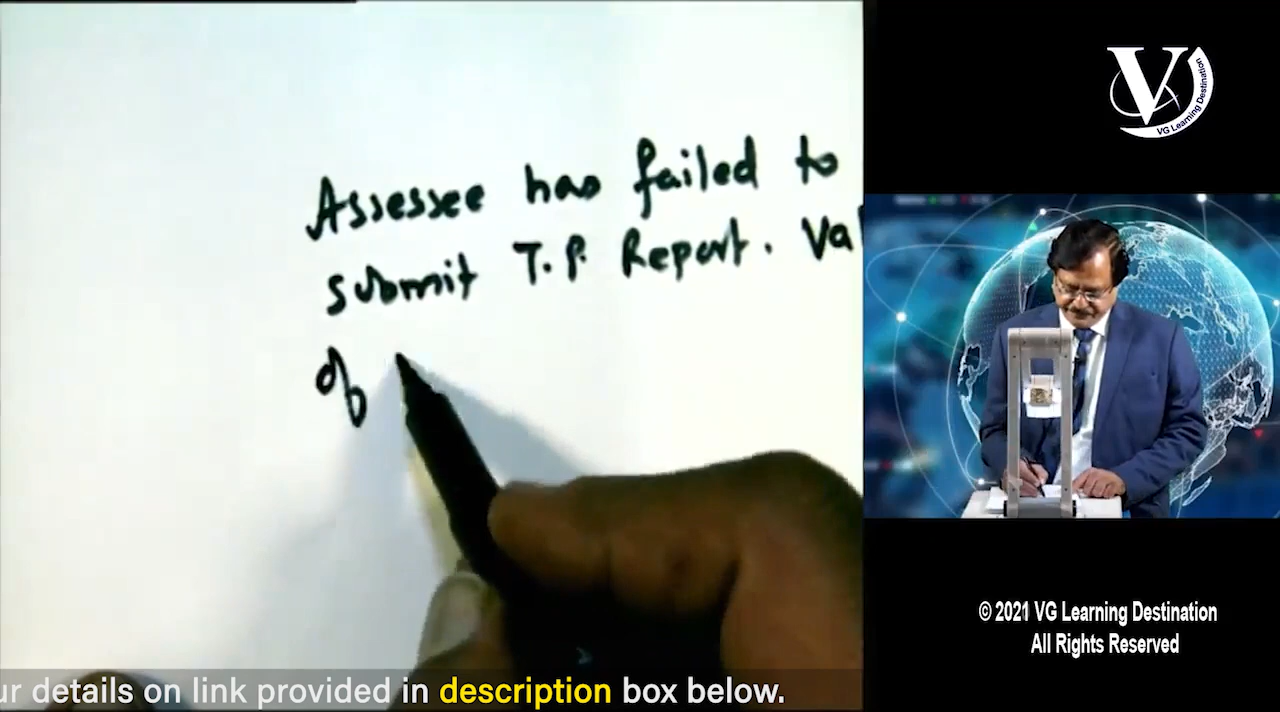 Assessee has failed to
submit T.P. Report. Va
of
V
VG Learning Destination
© 2021 VG Learning Destination
All Rights Reserved
ur details on link provided in description box below.